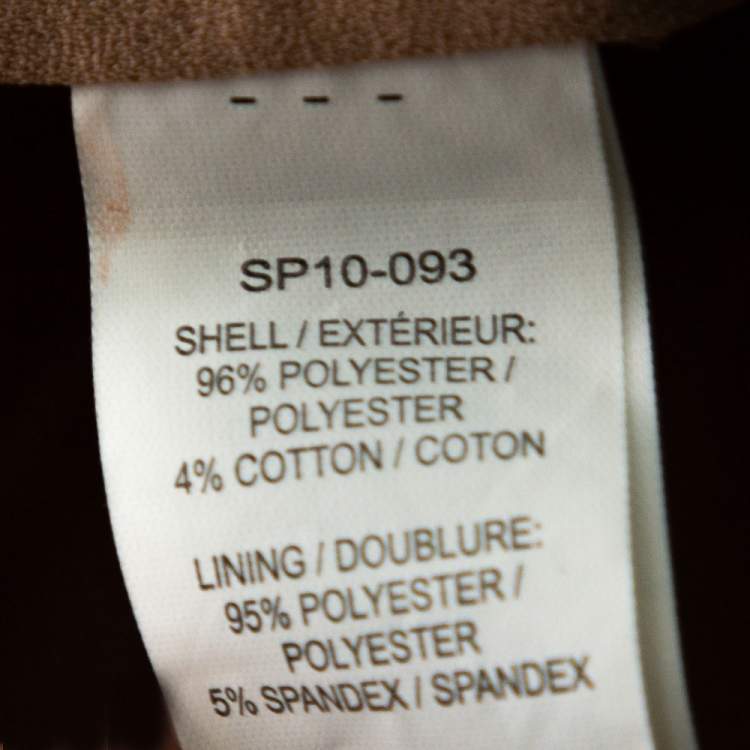 - - -
SP10-093
SHELL / EXTÉRIEUR:
96% POLYESTER /
POLYESTER
4% COTTON / COTON
LINING / DOUBLURE:
95% POLYESTER /
POLYESTER
5% SPANDEX / SPANDEX